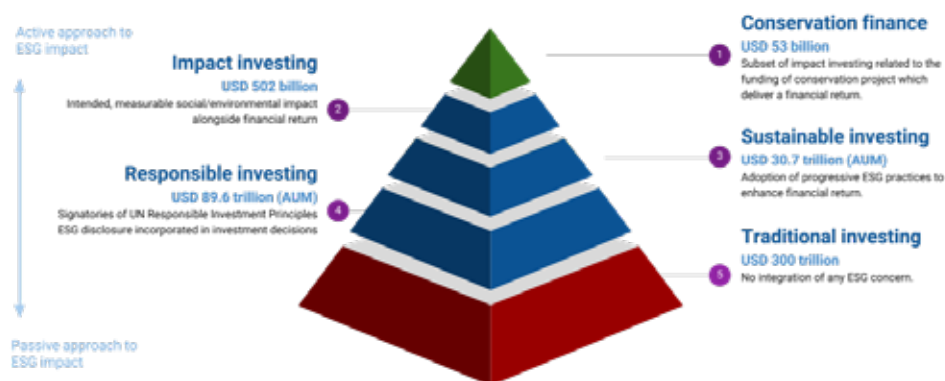 Active approach to
ESG impact
Conservation finance
USD 53 billion
Subset of impact investing related to the
funding of conservation project which
deliver a financial return.
1
Impact investing
USD 502 billion
Intended, measurable social/environmental impact
alongside financial return
2
Sustainable investing
USD 30.7 trillion (AUM)
Adoption of progressive ESG practices to
enhance financial return.
3
Responsible investing
USD 89.6 trillion (AUM)
Signatories of UN Responsible Investment Principles
ESG disclosure incorporated in investment decisions
4
Traditional investing
USD 300 trillion
No integration of any ESG concern.
5
Passive approach to
ESG impact